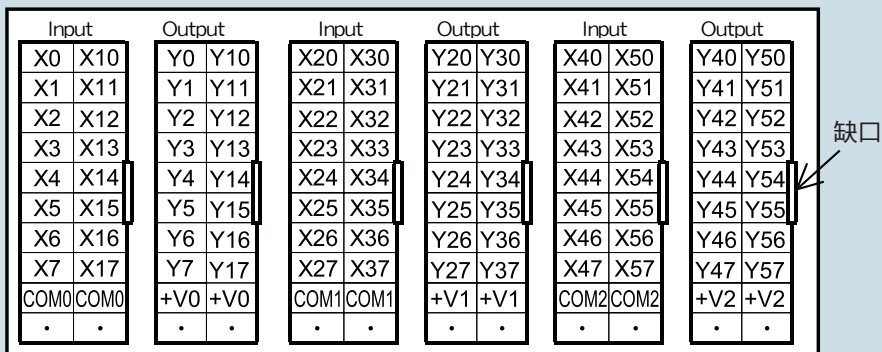 Input Output Input Output Input Output
X0 X10 Y0 Y10 X20 X30 Y20 Y30 X40 X50 Y40 Y50
X1 X11 Y1 Y11 X21 X31 Y21 Y31 X41 X51 Y41 Y51
X2 X12 Y2 Y12 X22 X32 Y22 Y32 X42 X52 Y42 Y52
X3 X13 Y3 Y13 X23 X33 Y23 Y33 X43 X53 Y43 Y53
缺口
X4 X14 Y4 Y14 X24 X34 Y24 Y34 X44 X54 Y44 Y54
X5 X15 Y5 Y15 X25 X35 Y25 Y35 X45 X55 Y45 Y55
X6 X16 Y6 Y16 X26 X36 Y26 Y36 X46 X56 Y46 Y56
X7 X17 Y7 Y17 X27 X37 Y27 Y37 X47 X57 Y47 Y57
COM0 COM0 +V0 +V0 COM1 COM1 +V1 +V1 COM2 COM2 +V2 +V2
· · · · · · · · · · · ·